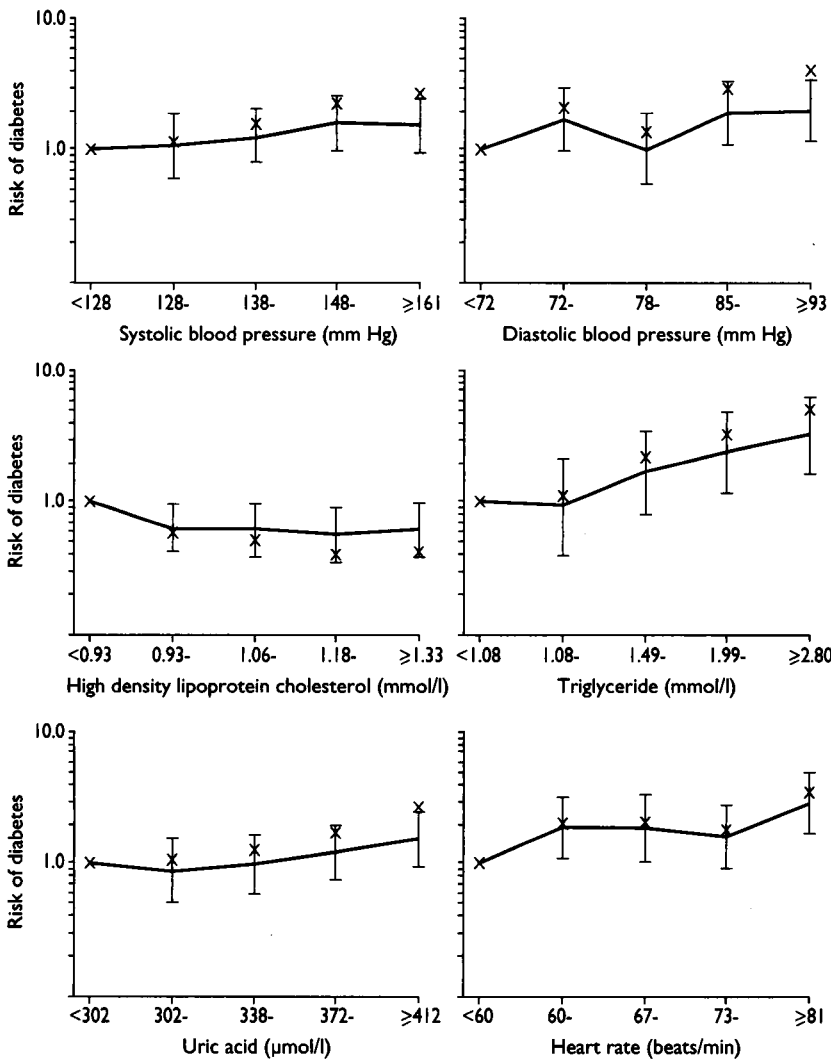 10.0
1.0
Risk of diabetes
<128 128- 138- 148- ⩾161
Systolic blood pressure (mm Hg)
<72 72- 78- 85- ⩾93
Diastolic blood pressure (mm Hg)
10.0
1.0
Risk of diabetes
<0.93 0.93- 1.06- 1.18- ⩾1.33
High density lipoprotein cholesterol (mmol/l)
<1.08 1.08- 1.49- 1.99- ⩾2.80
Triglyceride (mmol/l)
10.0
1.0
Risk of diabetes
<302 302- 338- 372- ⩾412
Uric acid (µmol/l)
<60 60- 67- 73- ⩾81
Heart rate (beats/min)